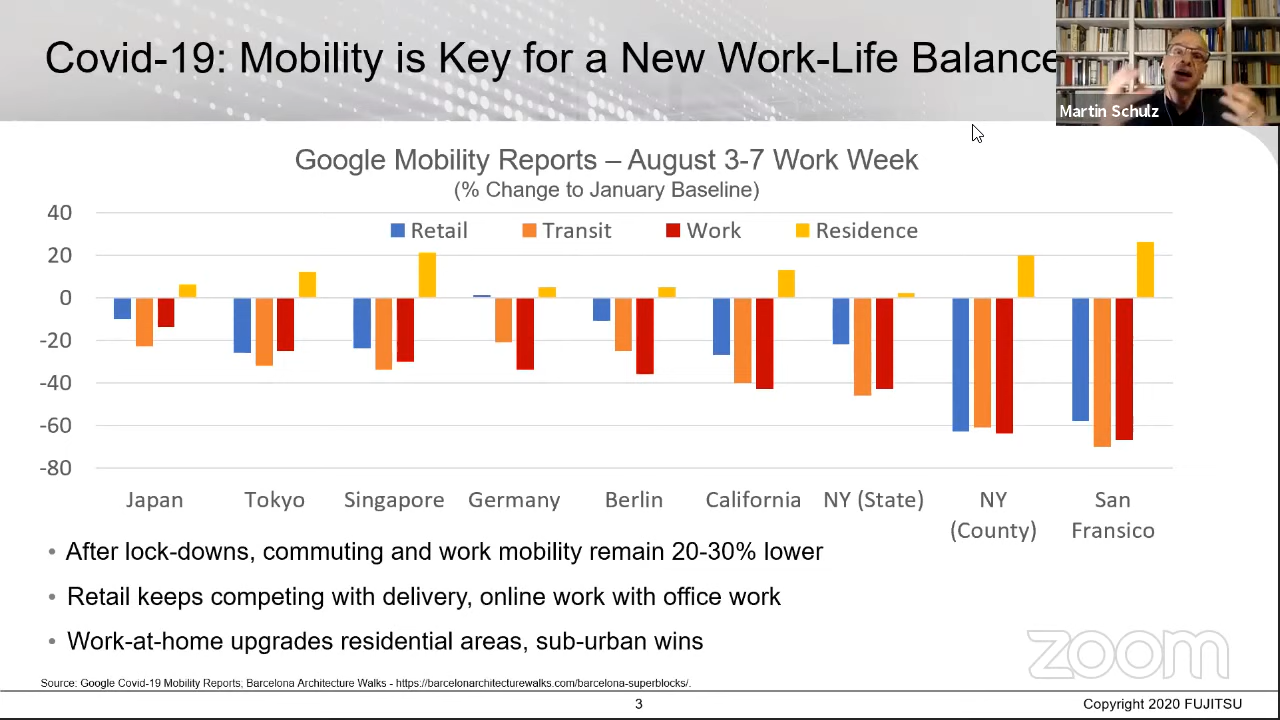 Covid-19: Mobility is Key for a New Work-Life Balance
Martin Schulz
Google Mobility Reports – August 3-7 Work Week
(% Change to January Baseline)
Retail Transit Work Residence
40
20
0
-20
-40
-60
-80
Japan Tokyo Singapore Germany Berlin California NY (State) NY (County) San Fransico
• After lock-downs, commuting and work mobility remain 20-30% lower
• Retail keeps competing with delivery, online work with office work
• Work-at-home upgrades residential areas, sub-urban wins
zoom
Source: Google Covid-19 Mobility Reports; Barcelona Architecture Walks - https://barcelonarchitecturewalks.com/barcelona-superblocks/.
3
Copyright 2020 FUJITSU